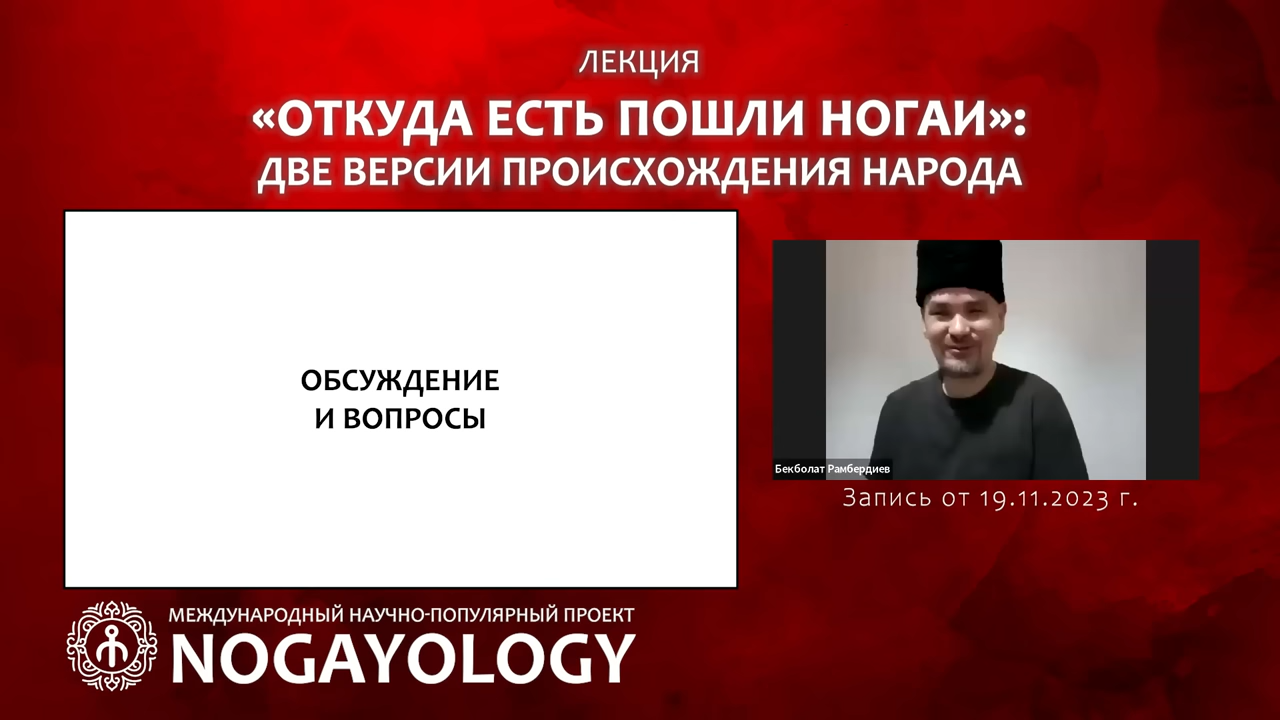 ЛЕКЦИЯ
«ОТКУДА ЕСТЬ ПОШЛИ НОГАИ»:
ДВЕ ВЕРСИИ ПРОИСХОЖДЕНИЯ НАРОДА
ОБСУЖДЕНИЕ
И ВОПРОСЫ
Бекболат Рамбердиев
Запись от 19.11.2023 г.
МЕЖДУНАРОДНЫЙ НАУЧНО-ПОПУЛЯРНЫЙ ПРОЕКТ
NOGAYOLOGY